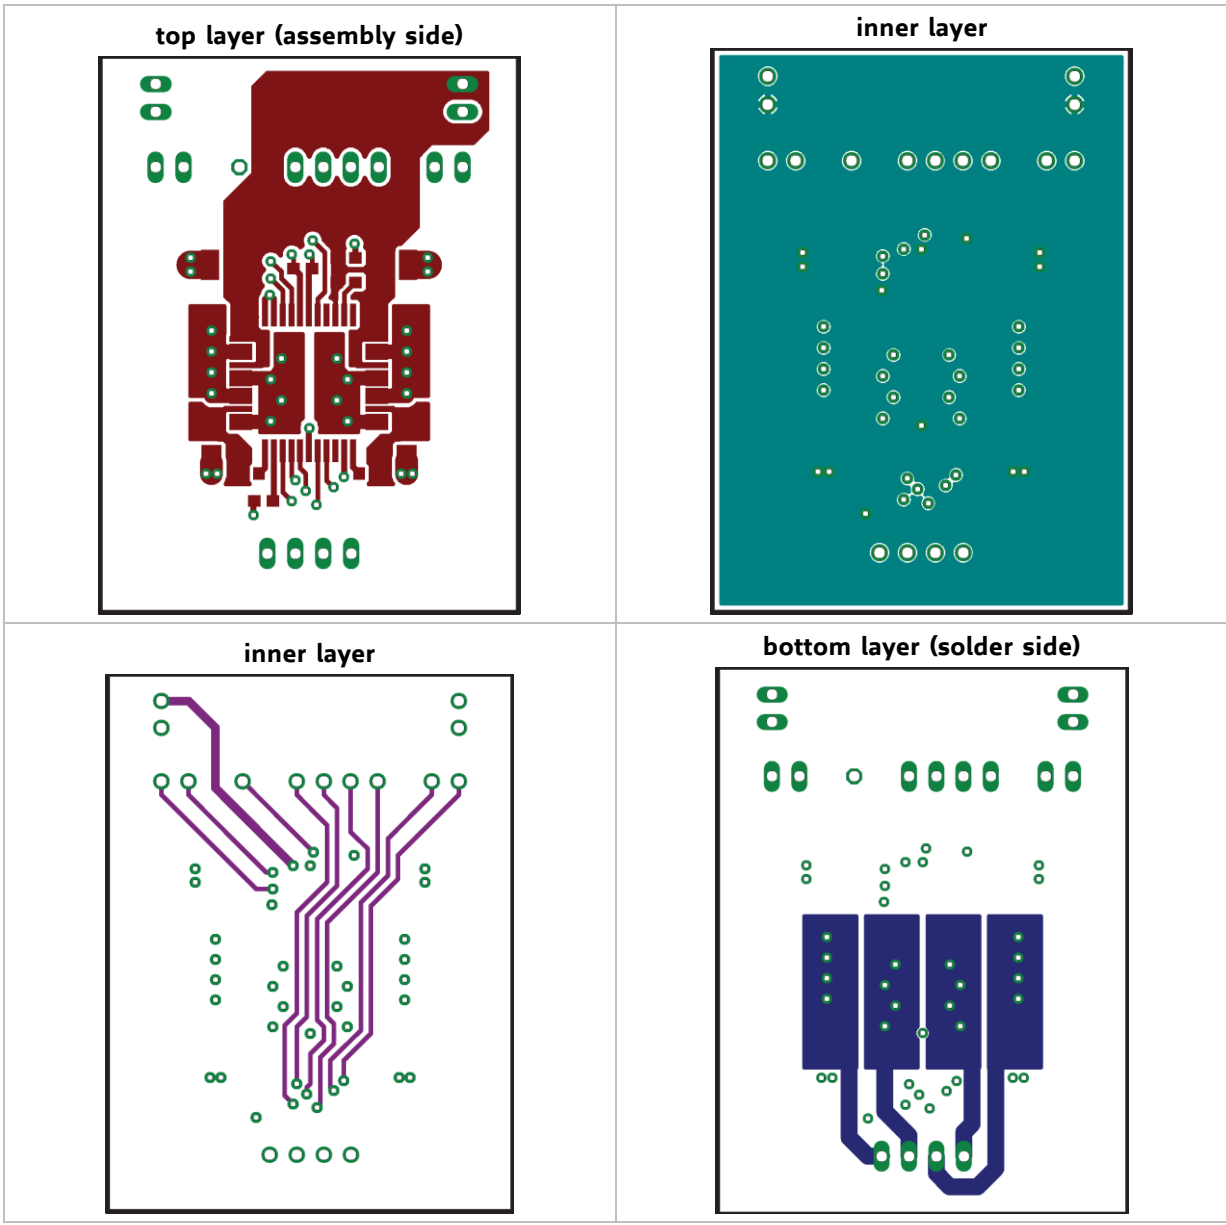 top layer (assembly side)
inner layer
inner layer
bottom layer (solder side)